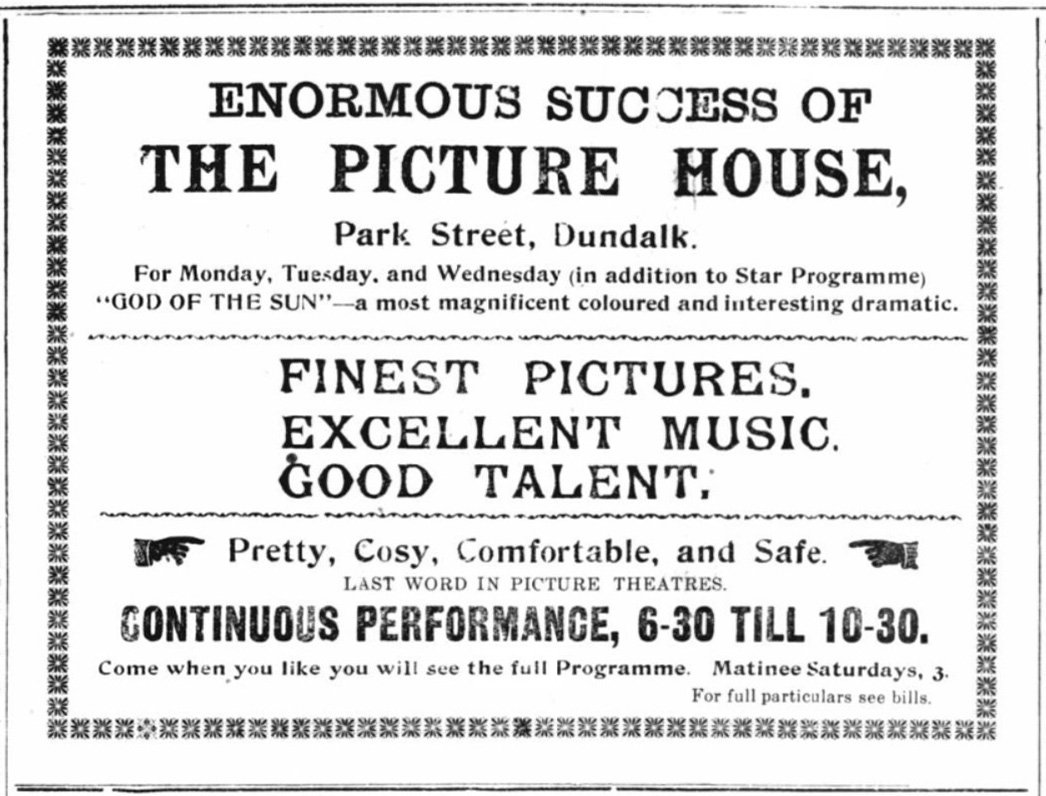 ENORMOUS SUCCESS OF
THE PICTURE HOUSE,
Park Street, Dundalk.
For Monday, Tuesday, and Wednesday (in addition to Star Programme)
"GOD OF THE SUN"—a most magnificent coloured and interesting dramatic.
FINEST PICTURES.
EXCELLENT MUSIC.
GOOD TALENT.
Pretty, Cosy, Comfortable, and Safe.
LAST WORD IN PICTURE THEATRES.
CONTINUOUS PERFORMANCE, 6-30 TILL 10-30.
Come when you like you will see the full Programme. Matinee Saturdays, 3.
For full particulars see bills.